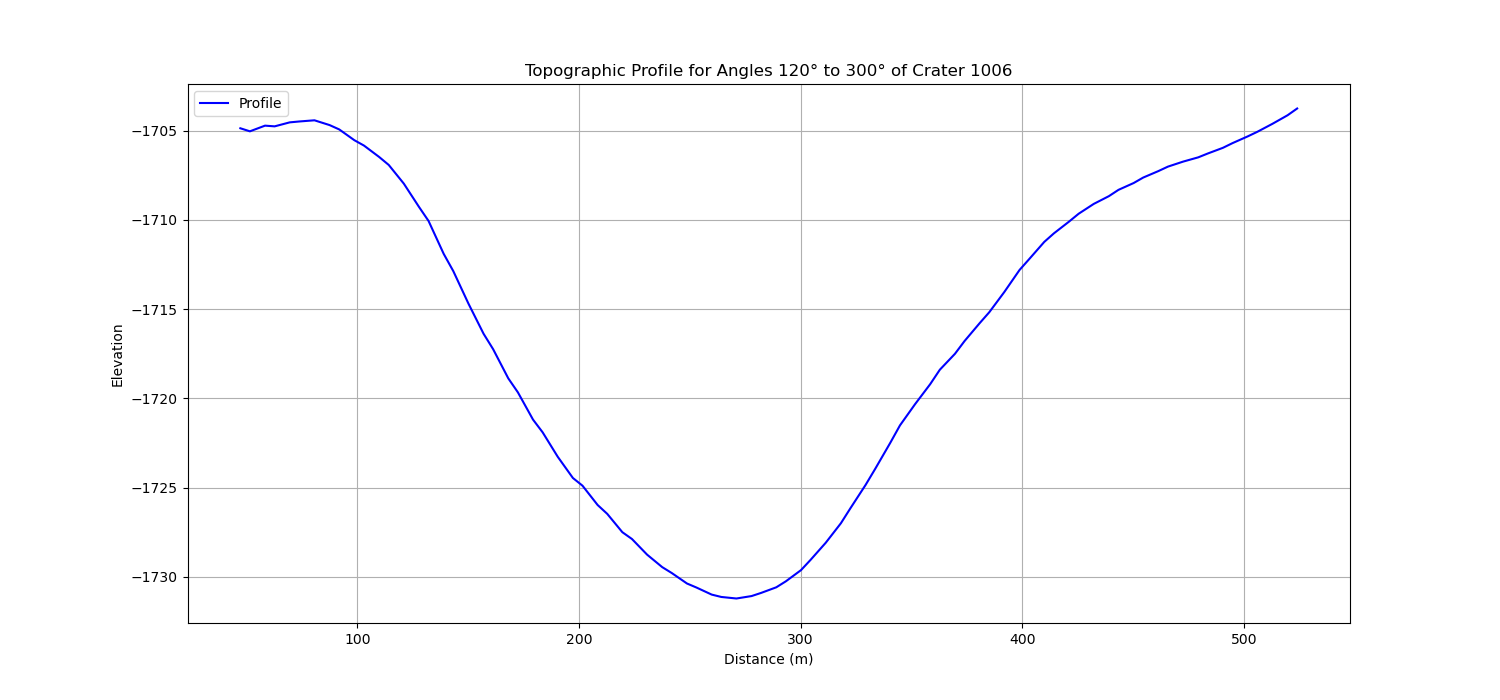 Topographic Profile for Angles 120° to 300° of Crater 1006
Profile
−1705
−1710
−1715
−1720
−1725
−1730
Elevation
100
200
300
400
500
Distance (m)